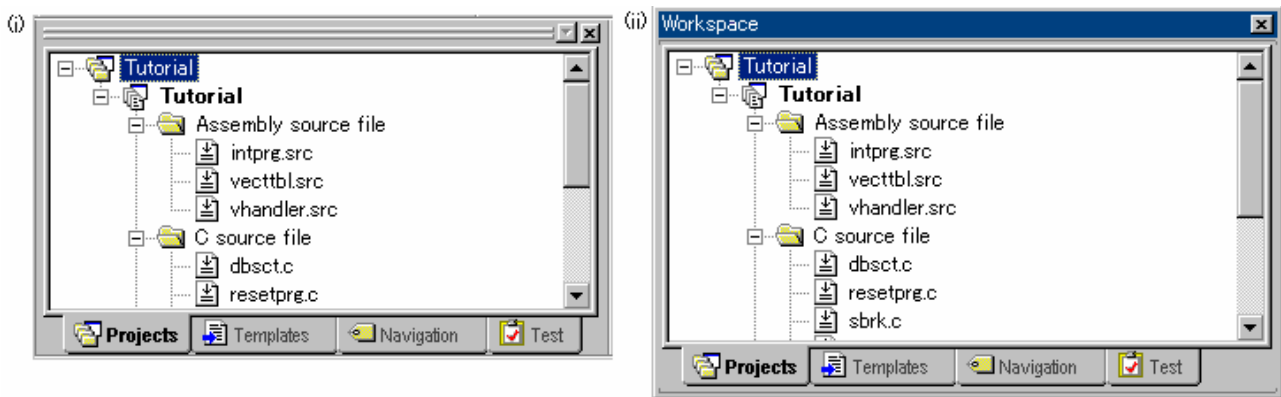 (i)
Tutorial
Tutorial
Assembly source file
intprg.src
vecttbl.src
vhandler.src
C source file
dbsct.c
resetprg.c
Projects Templates Navigation Test
(ii)
Workspace
Tutorial
Tutorial
Assembly source file
intprg.src
vecttbl.src
vhandler.src
C source file
dbsct.c
resetprg.c
sbrk.c
Projects Templates Navigation Test